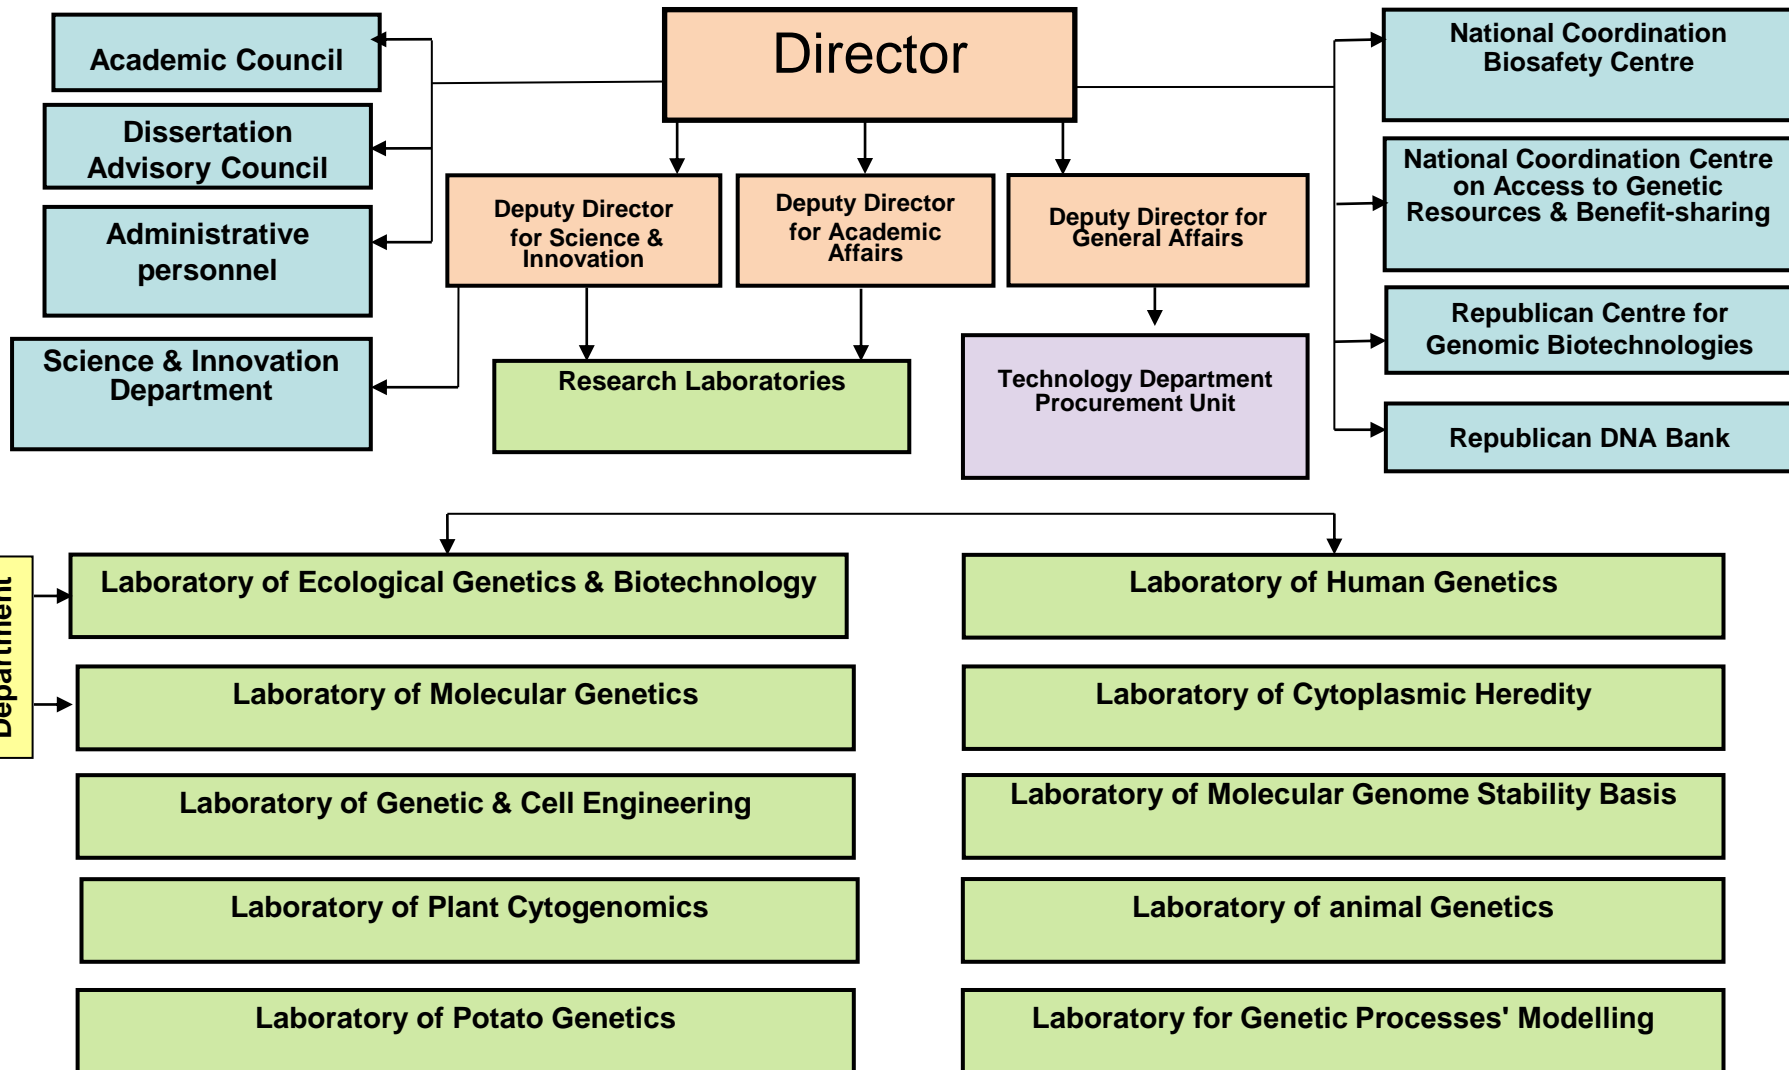 Director
Academic Council
Dissertation
Advisory Council
Administrative
personnel
Science & Innovation
Department
Deputy Director
for Science &
Innovation
Deputy Director
for Academic
Affairs
Deputy Director for
General Affairs
Research Laboratories
Technology Department
Procurement Unit
National Coordination
Biosafety Centre
National Coordination Centre
on Access to Genetic
Resources & Benefit-sharing
Republican Centre for
Genomic Biotechnologies
Republican DNA Bank
Department
Laboratory of Ecological Genetics & Biotechnology
Laboratory of Molecular Genetics
Laboratory of Genetic & Cell Engineering
Laboratory of Plant Cytogenomics
Laboratory of Potato Genetics
Laboratory of Human Genetics
Laboratory of Cytoplasmic Heredity
Laboratory of Molecular Genome Stability Basis
Laboratory of animal Genetics
Laboratory for Genetic Processes' Modelling